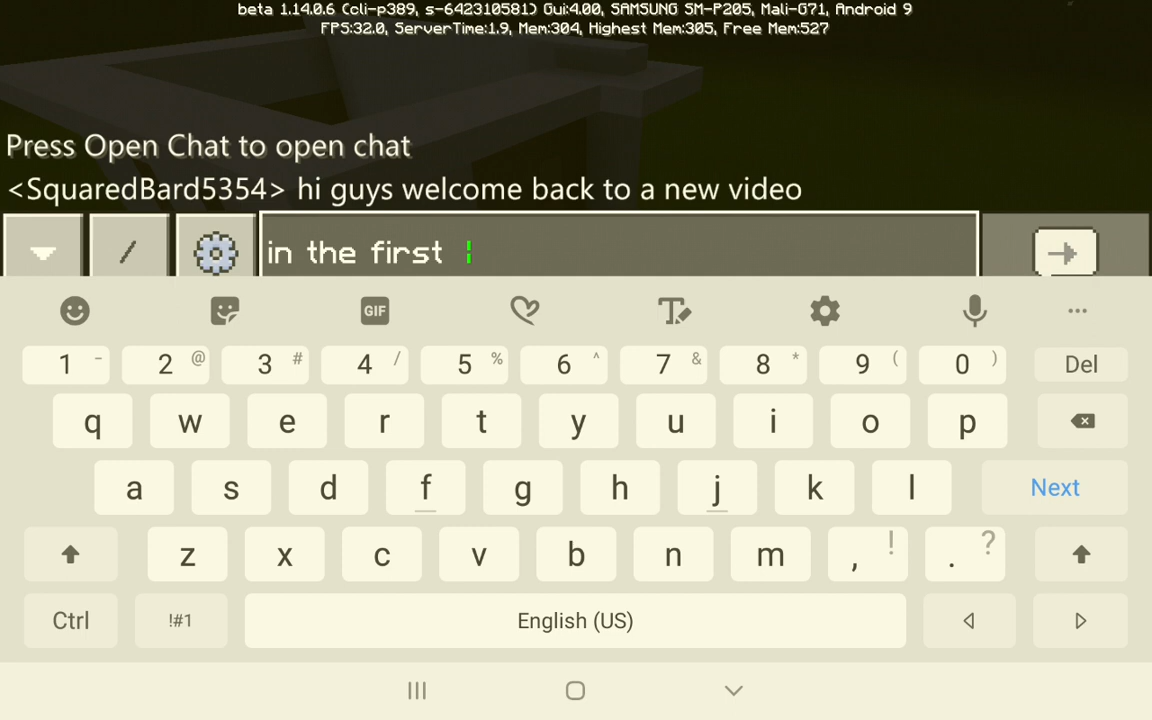 beta 1.14.0.6 (cli-p389, s-642310581) Gui:4.00, SAMSUNG SM-P205, Mali-G71, Android 9
FPS:32.0, ServerTime:1.9, Mem:304, Highest Mem:305, Free Mem:527
Press Open Chat to open chat
<SquaredBard5354> hi guys welcome back to a new video
/ in the first
GIF T
1 - 2 @ 3 # 4 / 5 % 6 ^ 7 & 8 * 9 ( 0 ) Del
q w e r t y u i o p
a s d f g h j k l Next
z x c v b n m , ! . ?
Ctrl !#1 English (US)